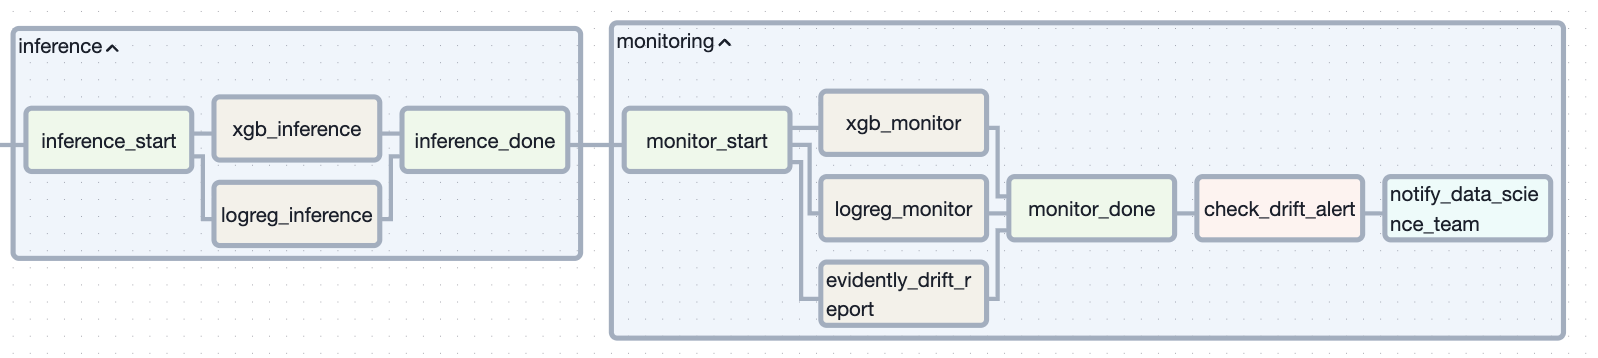 inference
inference_start
xgb_inference
logreg_inference
inference_done
monitoring
monitor_start
xgb_monitor
logreg_monitor
evidently_drift_r
eport
monitor_done
check_drift_alert
notify_data_scie
nce_team